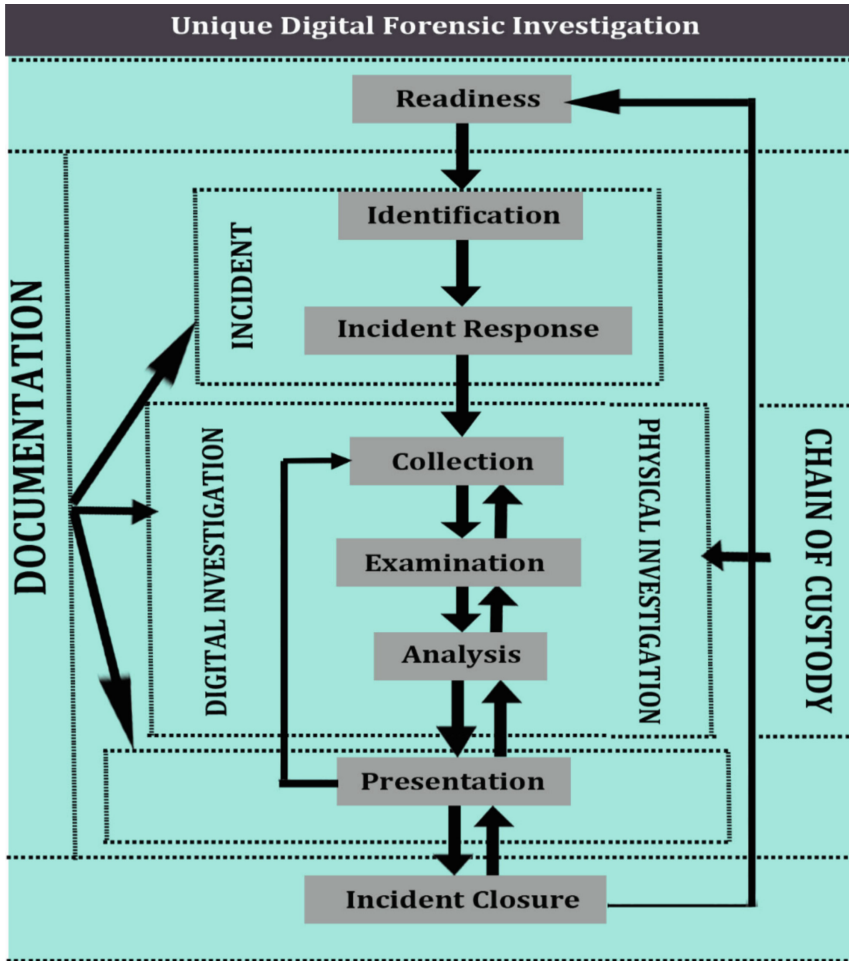 Unique Digital Forensic Investigation
Readiness
Identification
INCIDENT
Incident Response
DOCUMENTATION
Collection
DIGITAL INVESTIGATION
PHYSICAL INVESTIGATION
CHAIN OF CUSTODY
Examination
Analysis
Presentation
Incident Closure